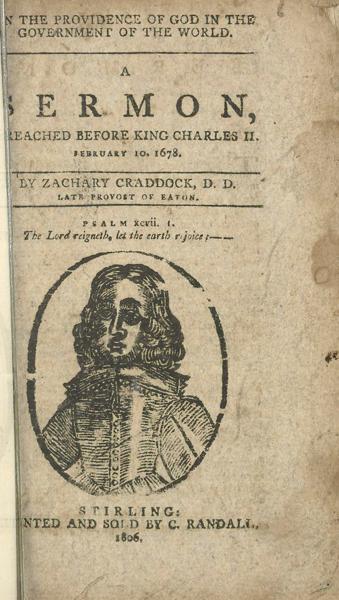 N THE PROVIDENCE OF GOD IN THE
GOVERNMENT OF THE WORLD.
A
SERMON,
REACHED BEFORE KING CHARLES II.
FEBRUARY 10. 1678.
BY ZACHARY CRADDOCK, D. D.
LATE PROVOST OF EATON.
PSALM xcvii. 1.
The Lord reigneth, let the earth rejoice:——
STIRLING:
NTED AND SOLD BY C. RANDALL,
1806.